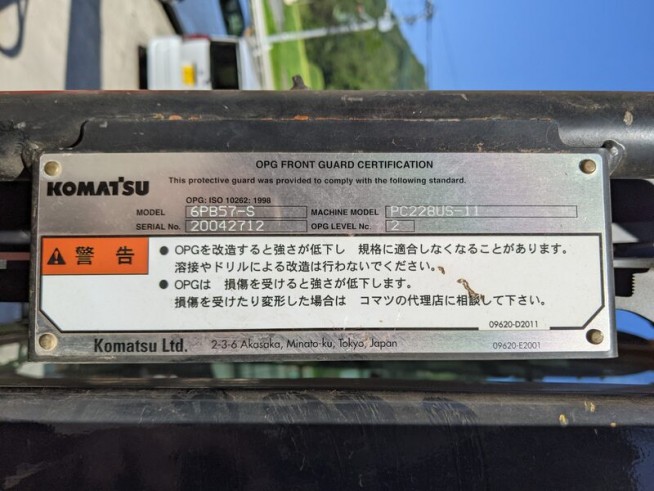 OPG FRONT GUARD CERTIFICATION
This protective guard was provided to comply with the following standard.
KOMATSU
OPG: ISO 10262: 1998
MODEL 6PB57-S MACHINE MODEL PC228US-11
SERIAL No. 20042712 OPG LEVEL No. 2
警告
● OPGを改造すると強さが低下し 規格に適合しなくなることがあります。
溶接やドリルによる改造は行わないでください。
● OPGは 損傷を受けると強さが低下します。
損傷を受けたり変形した場合は コマツの代理店に相談して下さい。
09620-D2011
Komatsu Ltd. 2-3-6 Akasaka, Minato-ku, Tokyo, Japan 09620-E2001